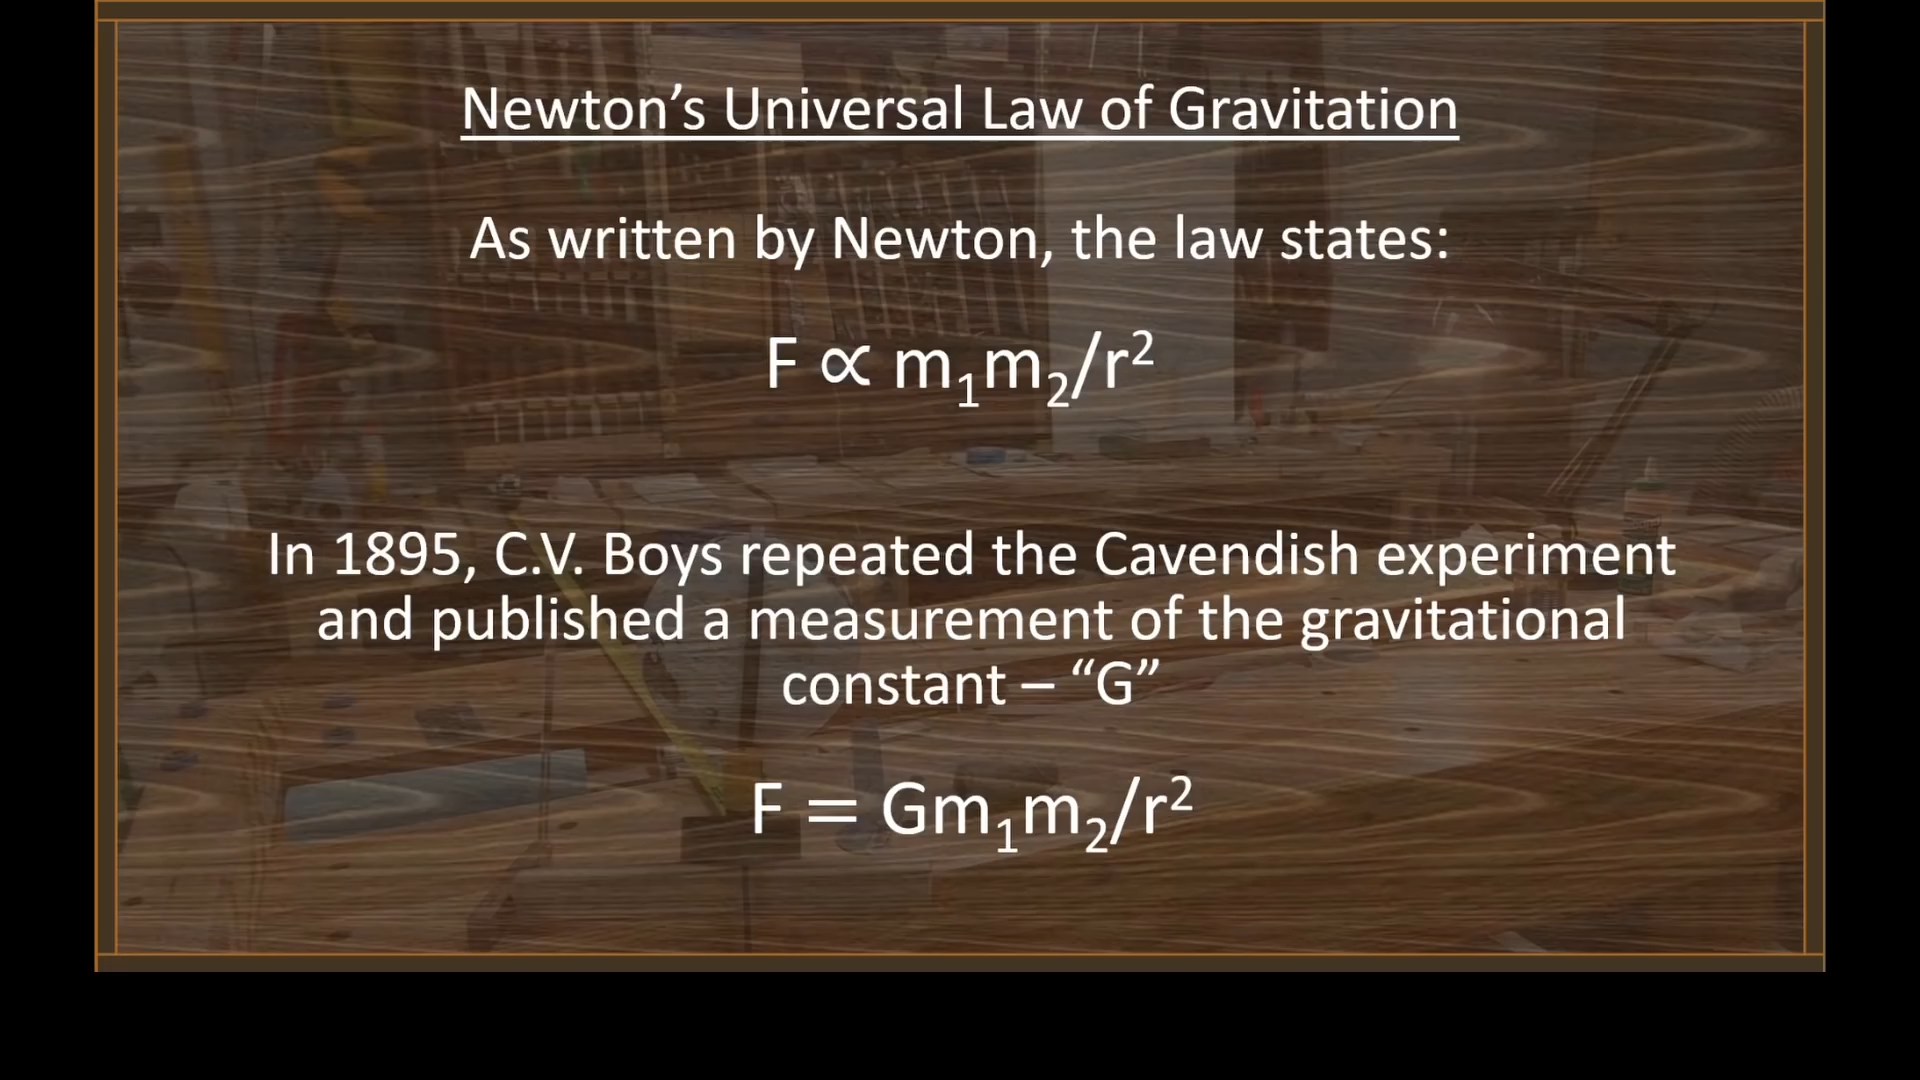 Newton’s Universal Law of Gravitation
As written by Newton, the law states:
F ∝ m₁m₂/r²
In 1895, C.V. Boys repeated the Cavendish experiment
and published a measurement of the gravitational
constant – “G”
F = Gm₁m₂/r²